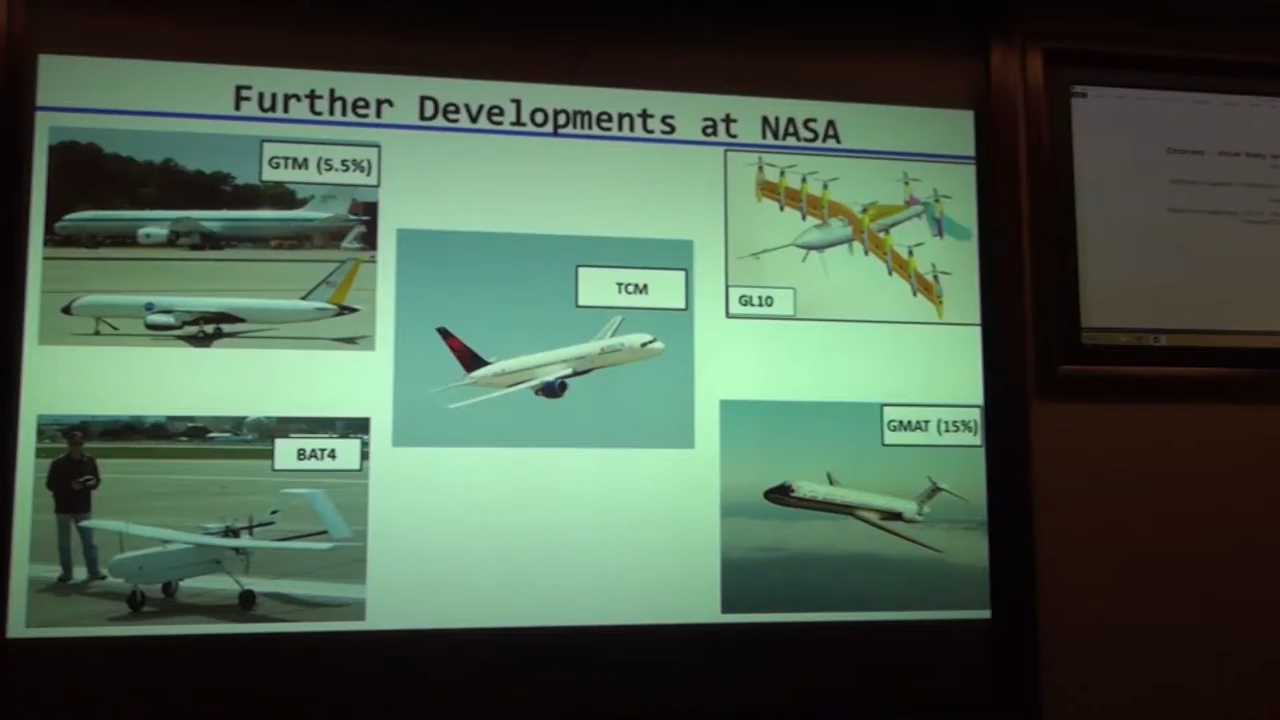 Further Developments at NASA
GTM (5.5%)
TCM
GL10
BAT4
GMAT (15%)